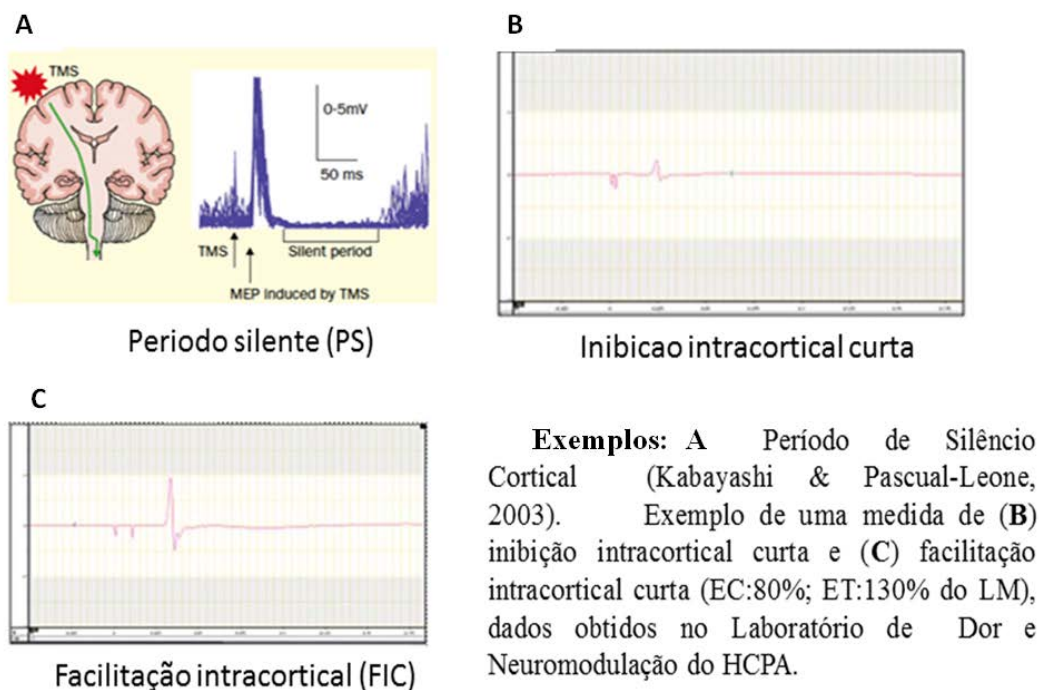 A
TMS
0-5mV
50 ms
TMS
Silent period
MEP Induced by TMS
Periodo silente (PS)
B
Inibicao intracortical curta
C
Facilitação intracortical (FIC)
Exemplos: A Período de Silêncio
Cortical (Kabayashi & Pascual-Leone,
2003). Exemplo de uma medida de (B)
inibição intracortical curta e (C) facilitação
intracortical curta (EC:80%; ET:130% do LM),
dados obtidos no Laboratório de Dor e
Neuromodulação do HCPA.